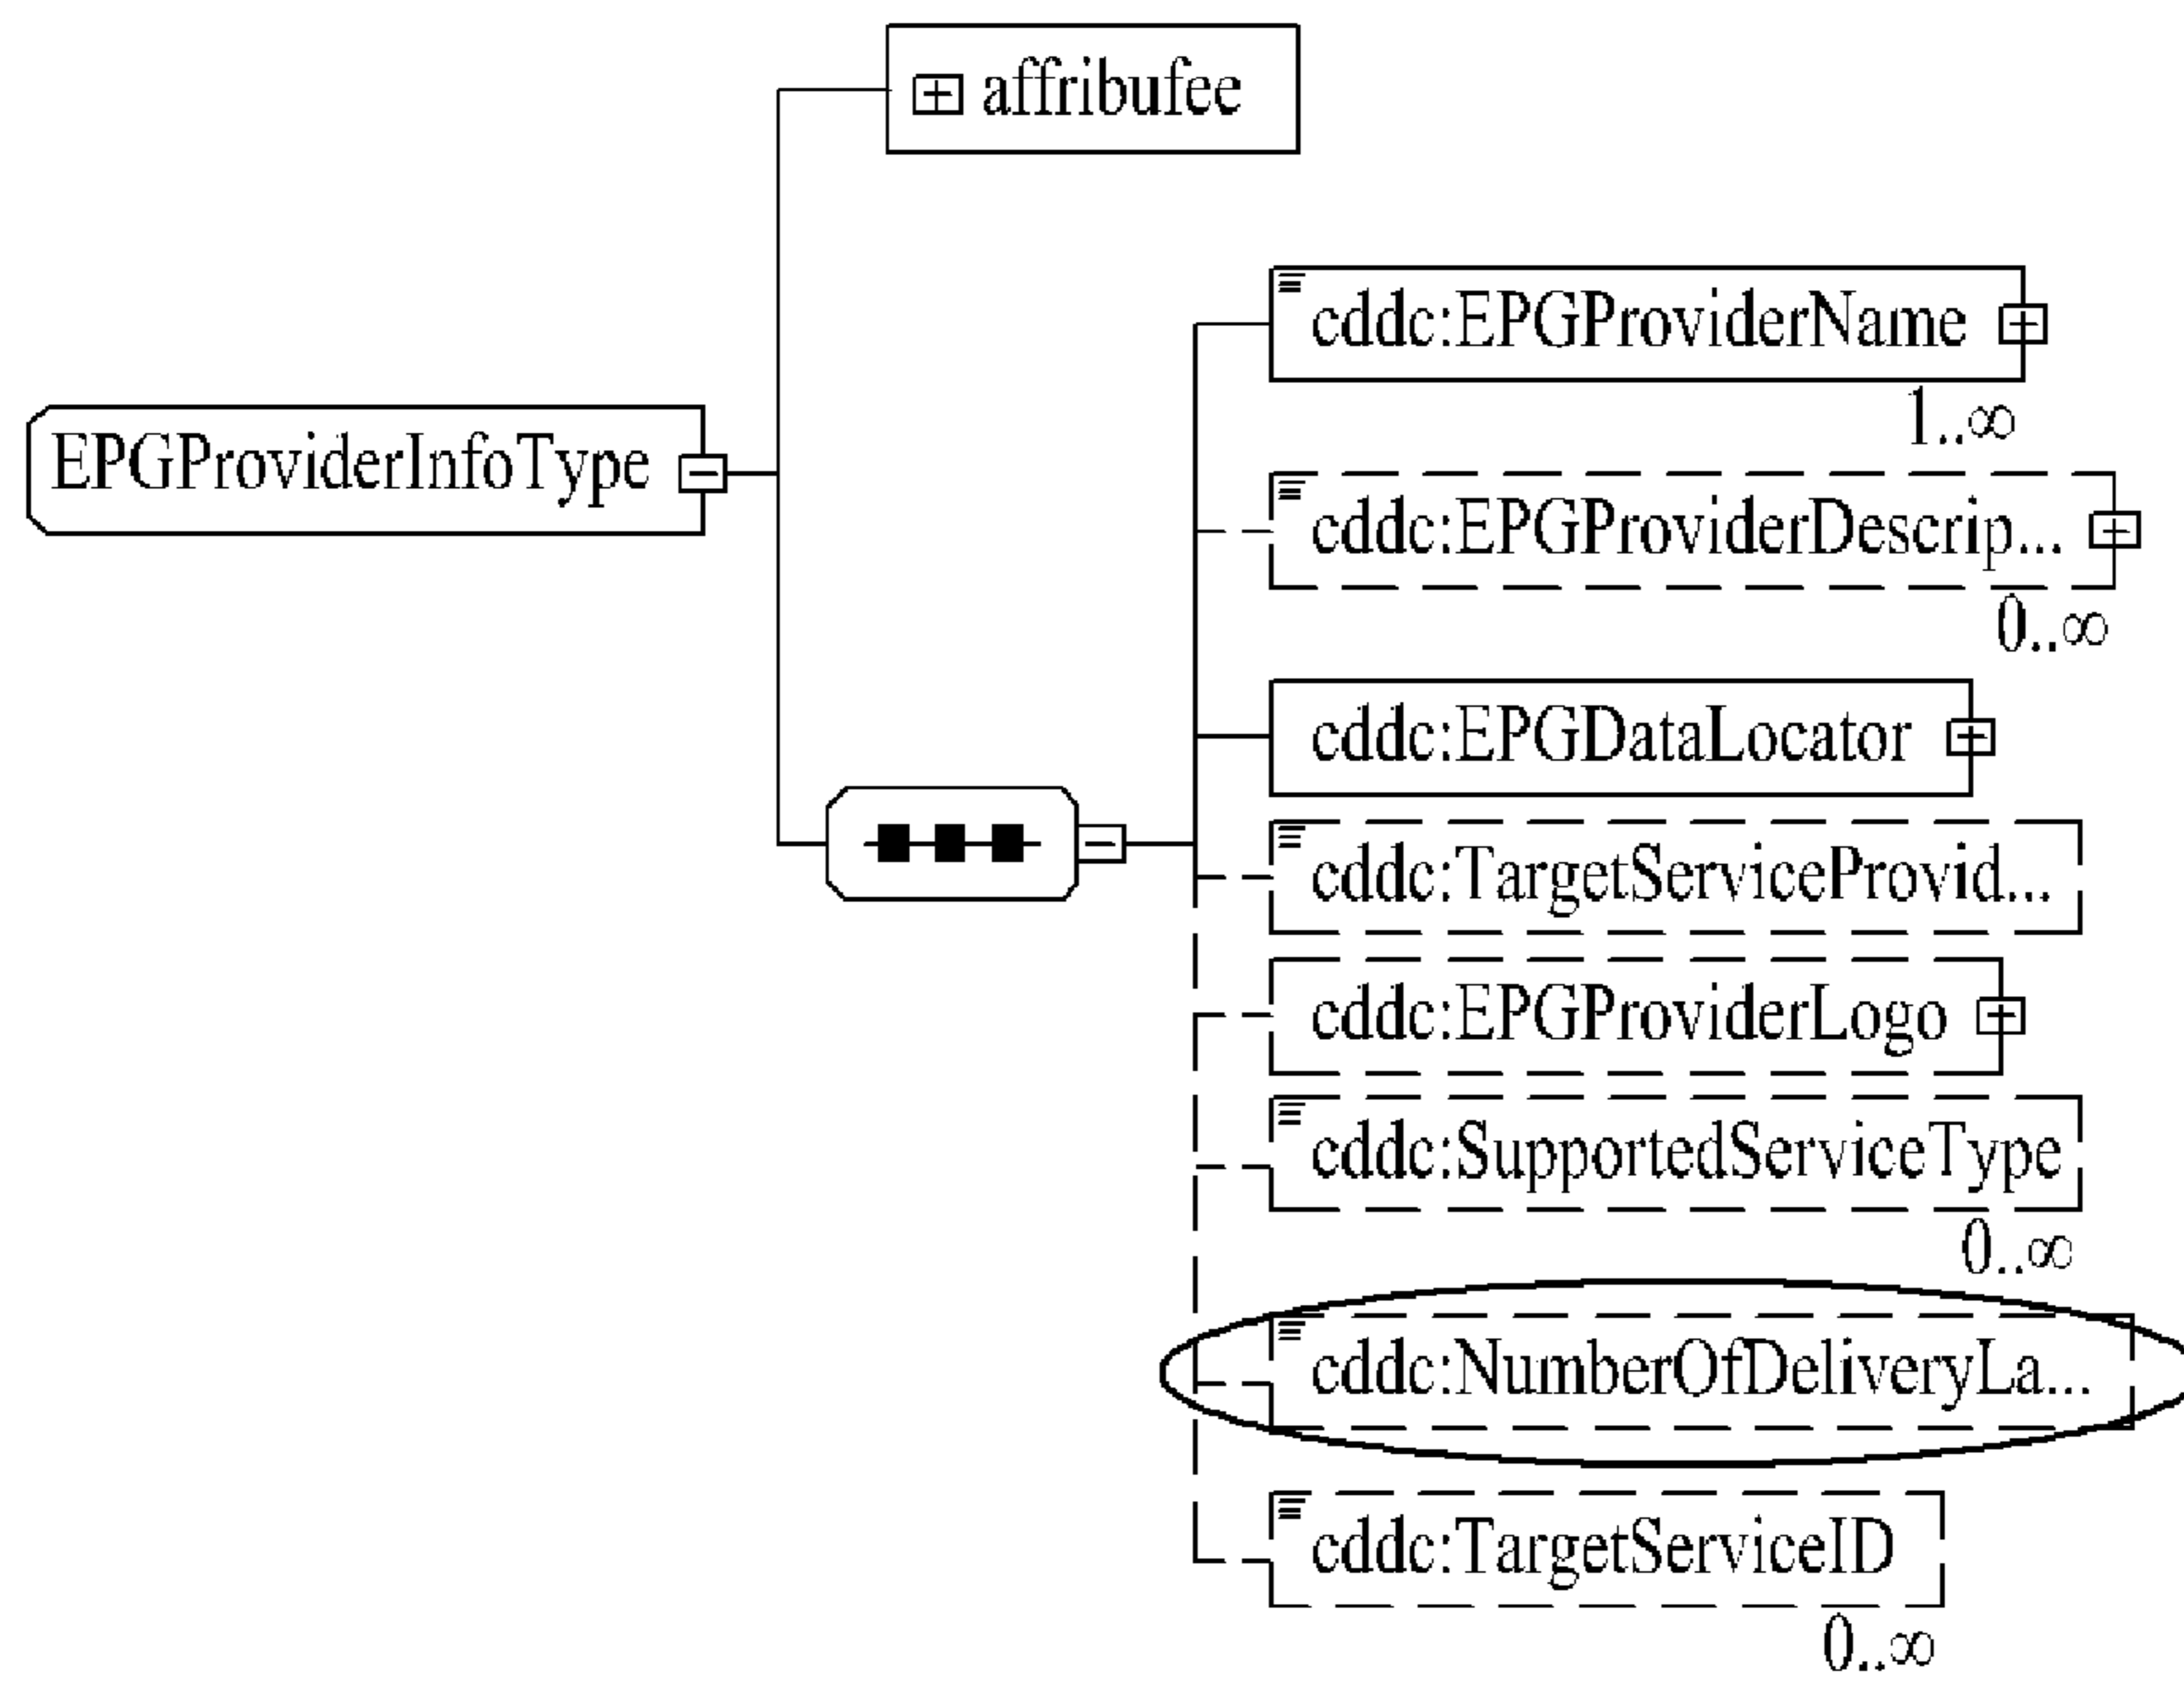 affribufee
cddc:EPGProviderName
1..∞
EPGProviderInfoType
cddc:EPGProviderDescrip...
0..∞
cddc:EPGDataLocator
cddc:TargetServiceProvid...
cddc:EPGProviderLogo
cddc:SupportedServiceType
0..∞
cddc:NumberOfDeliveryLa...
cddc:TargetServiceID
0..∞